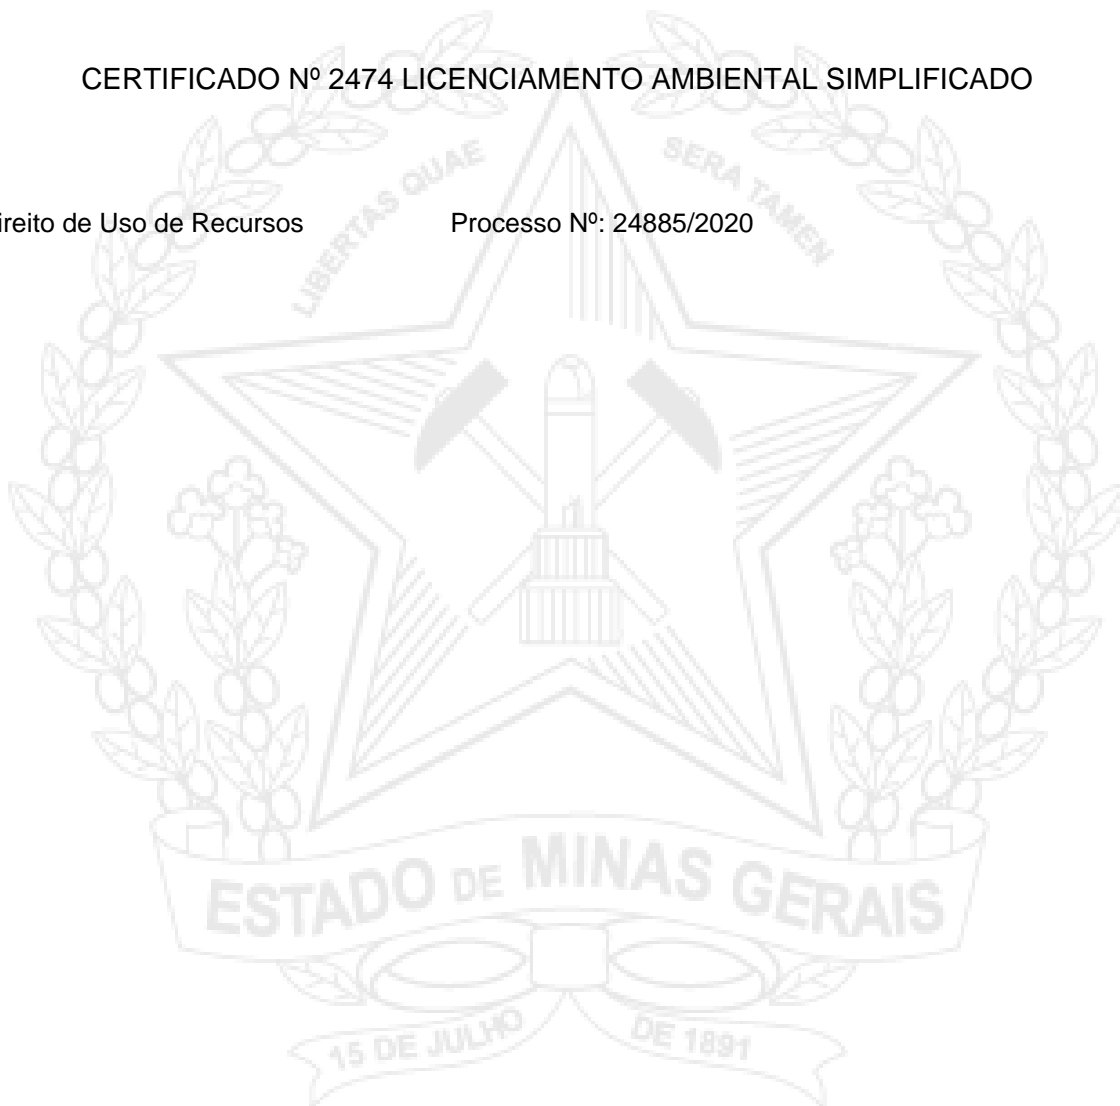 CERTIFICADO Nº 2474 LICENCIAMENTO AMBIENTAL SIMPLIFICADO
LIBERTAS QUAE SERA TAMEN
ireito de Uso de Recursos Processo Nº: 24885/2020
ESTADO DE MINAS GERAIS
15 DE JULHO DE 1891